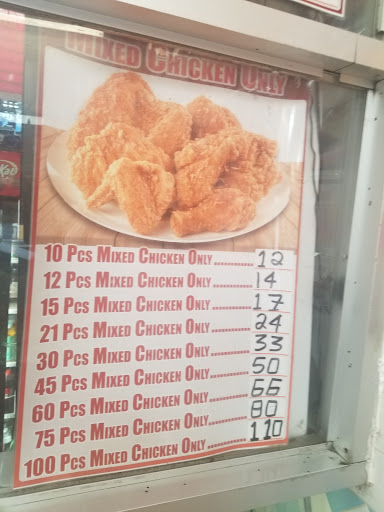 MIXED CHICKEN ONLY
10 PCS MIXED CHICKEN ONLY.............12
12 PCS MIXED CHICKEN ONLY.............14
15 PCS MIXED CHICKEN ONLY.............17
21 PCS MIXED CHICKEN ONLY.............24
30 PCS MIXED CHICKEN ONLY.............33
45 PCS MIXED CHICKEN ONLY.............50
60 PCS MIXED CHICKEN ONLY.............66
75 PCS MIXED CHICKEN ONLY.............80
100 PCS MIXED CHICKEN ONLY.............110